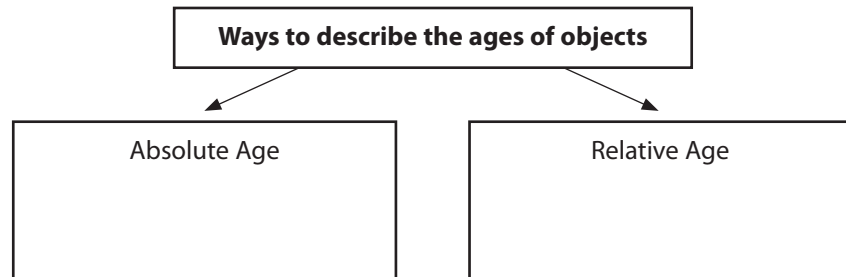 Ways to describe the ages of objects
Absolute Age
Relative Age